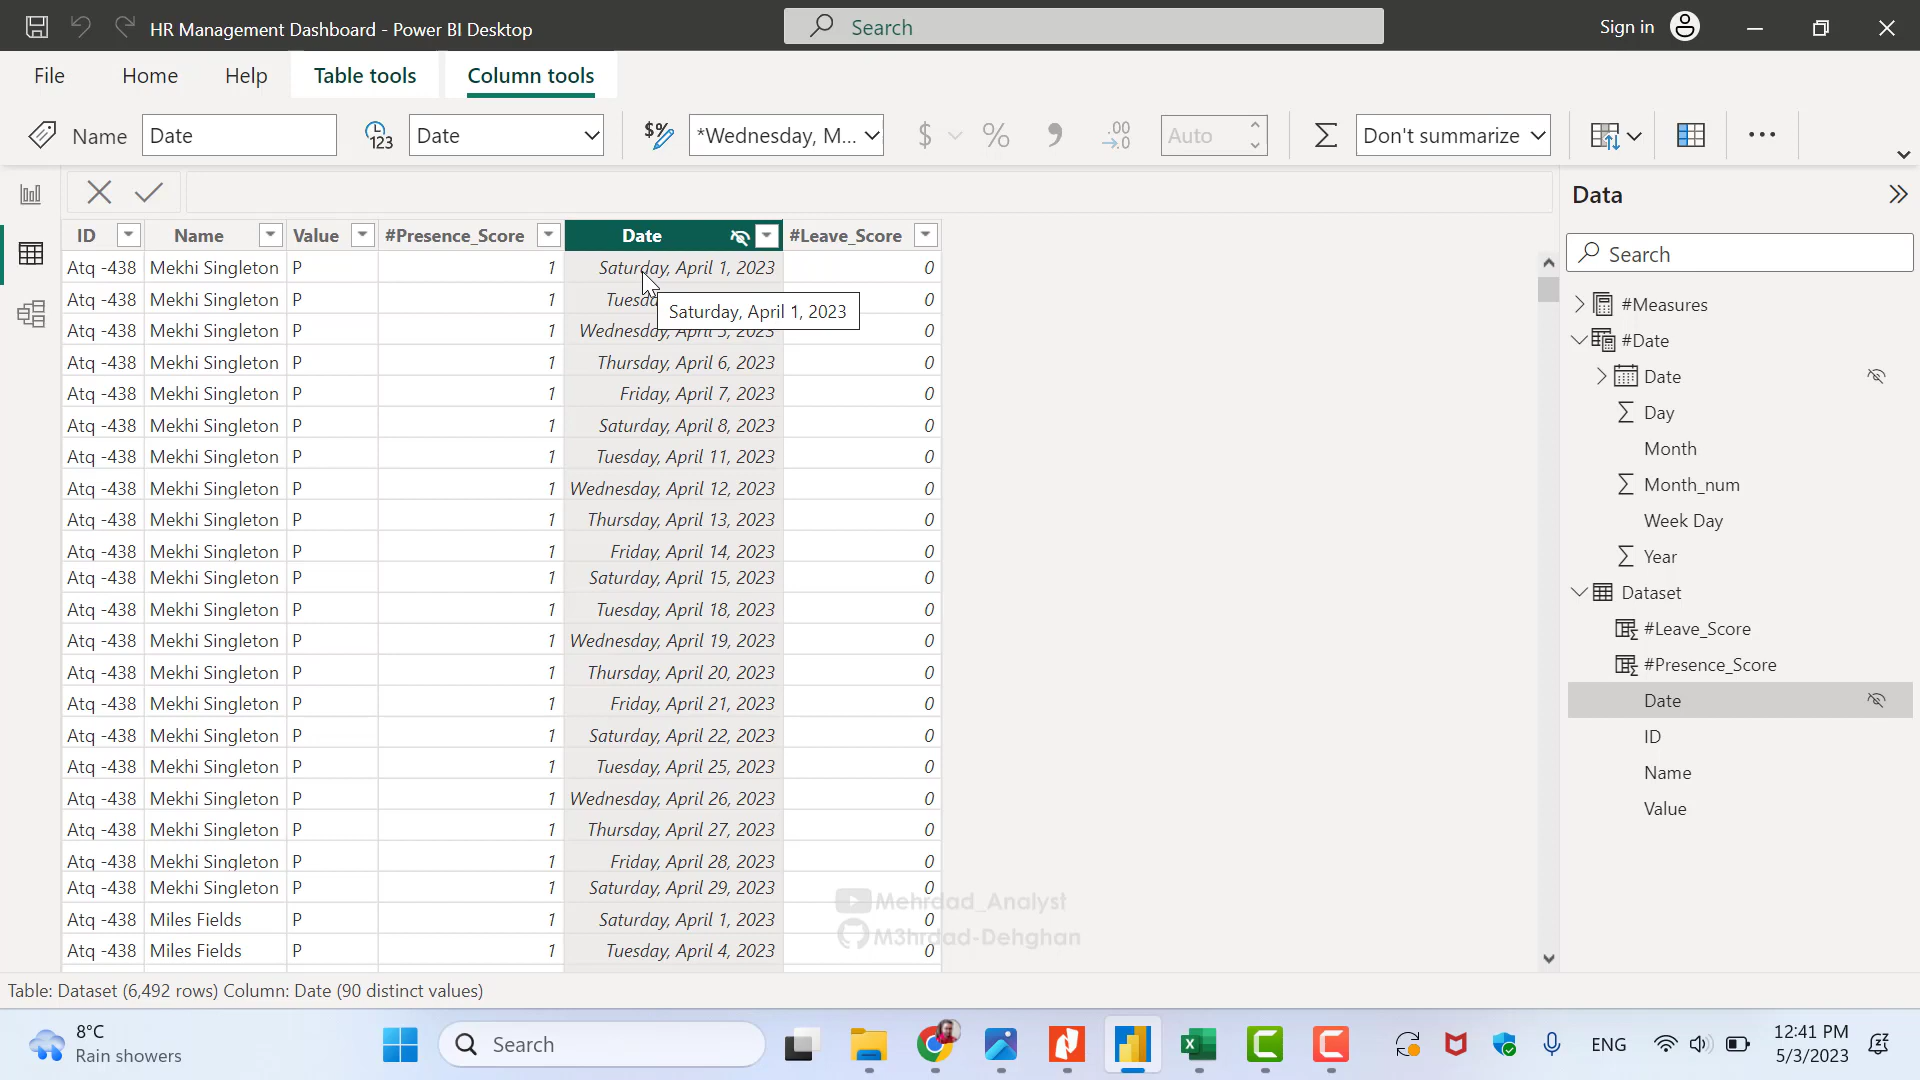 HR Management Dashboard - Power BI Desktop
Search
Sign in
File
Home
Help
Table tools
Column tools
Name
Date
Date
*Wednesday, M...
$
%
.00
Auto
Don't summarize
ID Name Value #Presence_Score Date #Leave_Score
Atq -438 Mekhi Singleton P 1 Saturday, April 1, 2023 0
Atq -438 Mekhi Singleton P 1 Tuesd 0
Saturday, April 1, 2023
Atq -438 Mekhi Singleton P 1 Wednesday, April 5, 2023 0
Atq -438 Mekhi Singleton P 1 Thursday, April 6, 2023 0
Atq -438 Mekhi Singleton P 1 Friday, April 7, 2023 0
Atq -438 Mekhi Singleton P 1 Saturday, April 8, 2023 0
Atq -438 Mekhi Singleton P 1 Tuesday, April 11, 2023 0
Atq -438 Mekhi Singleton P 1 Wednesday, April 12, 2023 0
Atq -438 Mekhi Singleton P 1 Thursday, April 13, 2023 0
Atq -438 Mekhi Singleton P 1 Friday, April 14, 2023 0
Atq -438 Mekhi Singleton P 1 Saturday, April 15, 2023 0
Atq -438 Mekhi Singleton P 1 Tuesday, April 18, 2023 0
Atq -438 Mekhi Singleton P 1 Wednesday, April 19, 2023 0
Atq -438 Mekhi Singleton P 1 Thursday, April 20, 2023 0
Atq -438 Mekhi Singleton P 1 Friday, April 21, 2023 0
Atq -438 Mekhi Singleton P 1 Saturday, April 22, 2023 0
Atq -438 Mekhi Singleton P 1 Tuesday, April 25, 2023 0
Atq -438 Mekhi Singleton P 1 Wednesday, April 26, 2023 0
Atq -438 Mekhi Singleton P 1 Thursday, April 27, 2023 0
Atq -438 Mekhi Singleton P 1 Friday, April 28, 2023 0
Atq -438 Mekhi Singleton P 1 Saturday, April 29, 2023 0
Atq -438 Miles Fields P 1 Saturday, April 1, 2023 0
Atq -438 Miles Fields P 1 Tuesday, April 4, 2023 0
Mehrdad_Analyst
M3hrdad-Dehghan
Data
Search
#Measures
#Date
Date
Day
Month
Month_num
Week Day
Year
Dataset
#Leave_Score
#Presence_Score
Date
ID
Name
Value
Table: Dataset (6,492 rows) Column: Date (90 distinct values)
8°C
Rain showers
Search
ENG
12:41 PM
5/3/2023